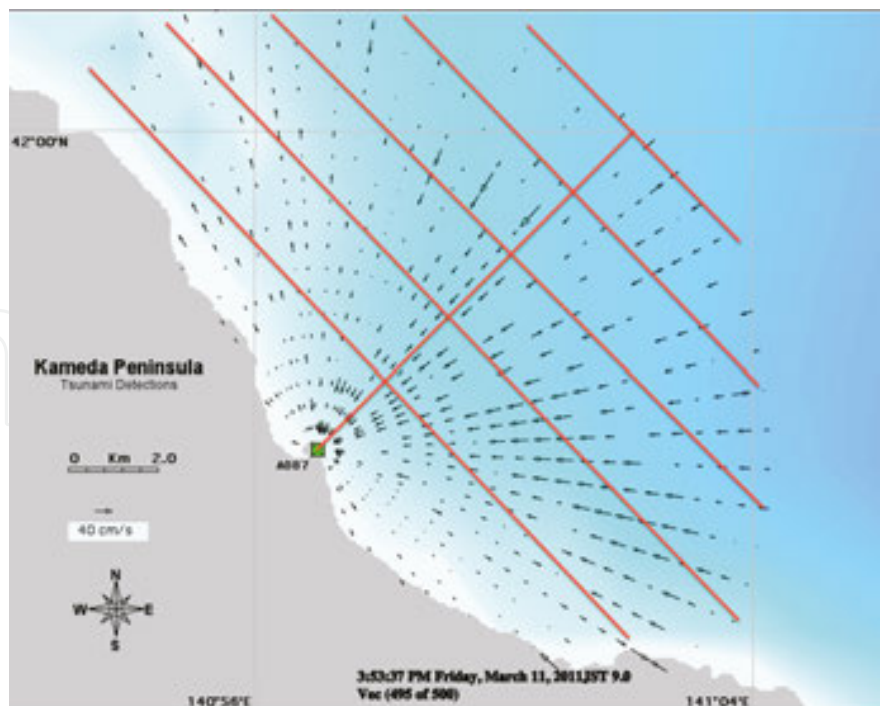 42°00'N
Kameda Peninsula
Tsunami Detections
0 Km 2.0
A087
40 cm/s
N
W E
S
3:53:37 PM Friday, March 11, 2011JST 9.0
Vec (495 of 500)
140°56'E
141°04'E